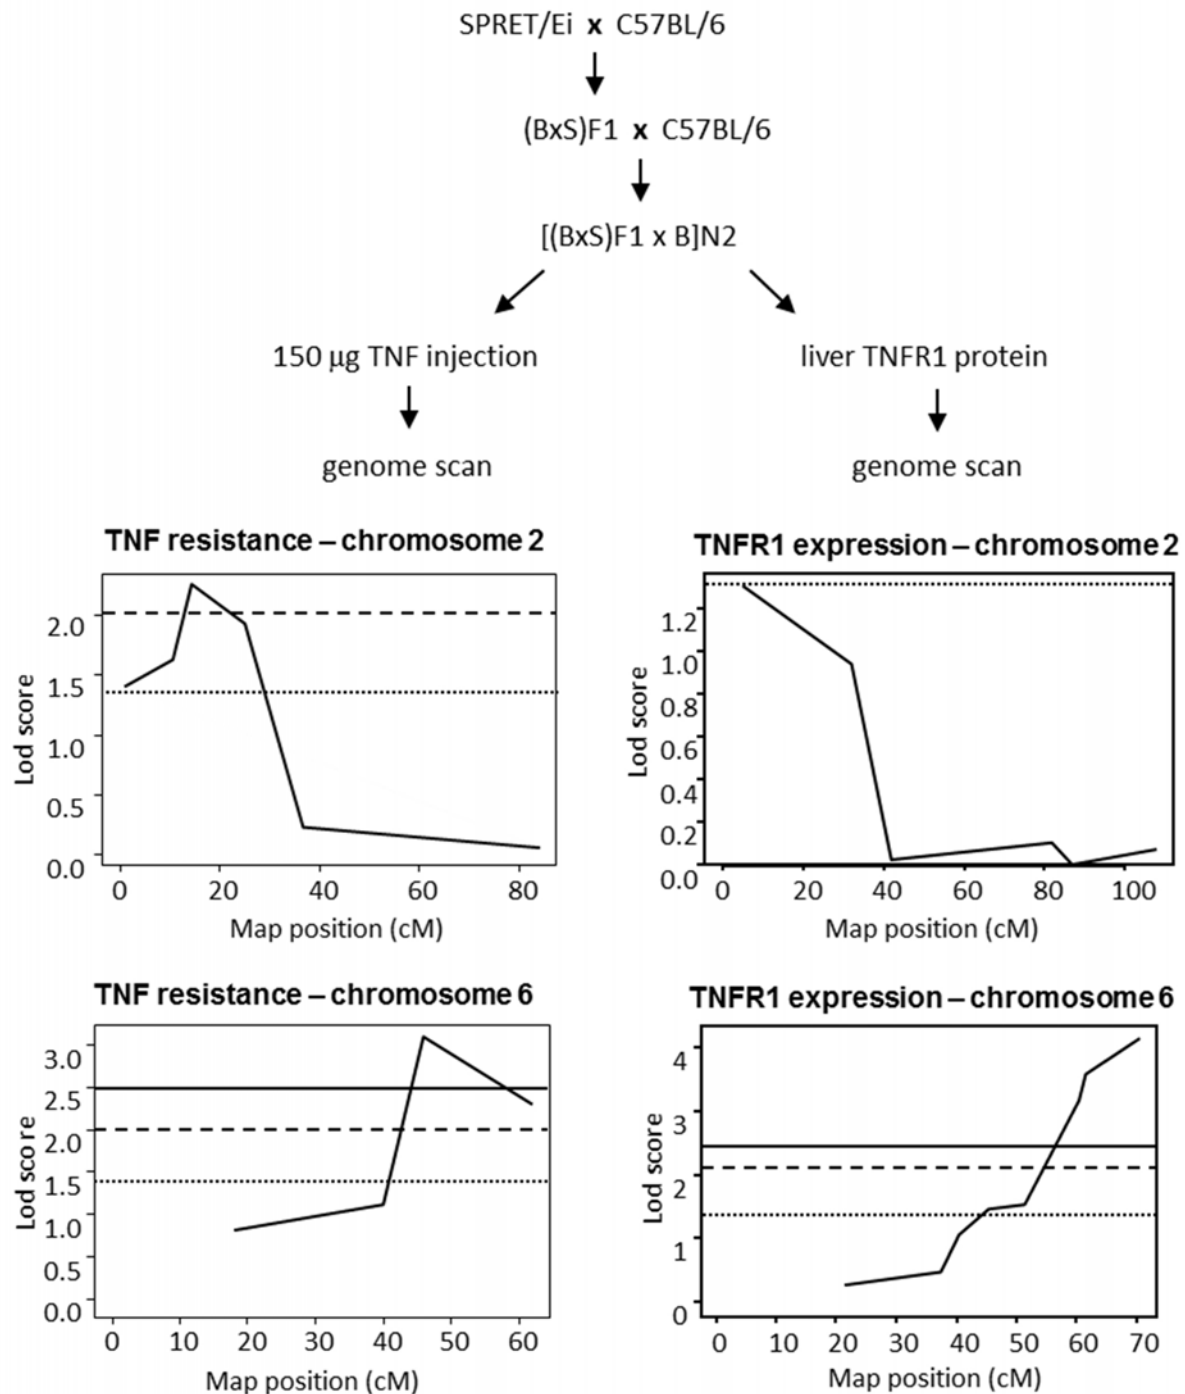 SPRET/Ei x C57BL/6
(BxS)F1 x C57BL/6
[(BxS)F1 x B]N2
150 µg TNF injection
liver TNFR1 protein
genome scan
genome scan
TNF resistance – chromosome 2
Lod score
2.0
1.5
1.0
0.5
0.0
0 20 40 60 80
Map position (cM)
TNFR1 expression – chromosome 2
Lod score
1.2
1.0
0.8
0.6
0.4
0.2
0.0
0 20 40 60 80 100
Map position (cM)
TNF resistance – chromosome 6
Lod score
3.0
2.5
2.0
1.5
1.0
0.5
0.0
0 10 20 30 40 50 60
Map position (cM)
TNFR1 expression – chromosome 6
Lod score
4
3
2
1
0
0 10 20 30 40 50 60 70
Map position (cM)